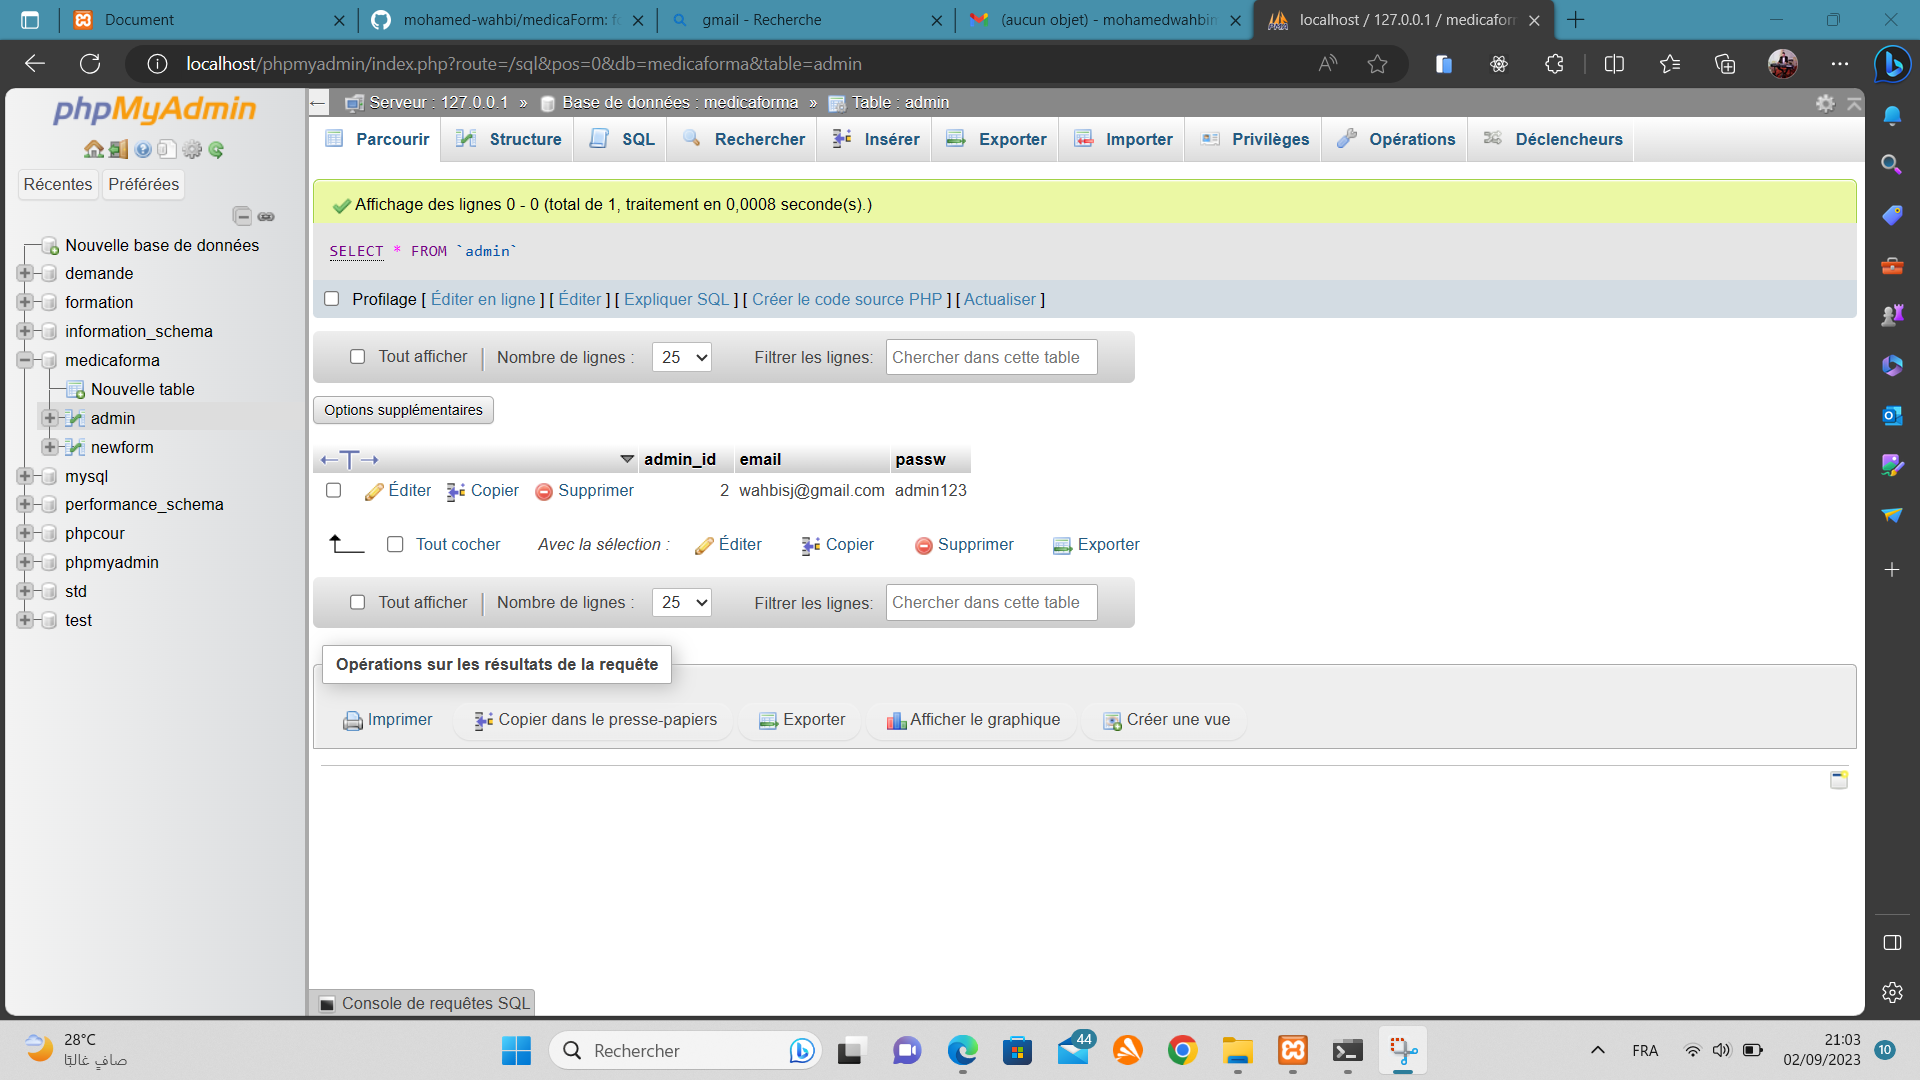 Document
mohamed-wahbi/medicaForm: fo
gmail - Recherche
(aucun objet) - mohamedwahbim
localhost / 127.0.0.1 / medicaform
localhost/phpmyadmin/index.php?route=/sql&pos=0&db=medicaforma&table=admin
phpMyAdmin
Récentes
Préférées
Nouvelle base de données
demande
formation
information_schema
medicaforma
Nouvelle table
admin
newform
mysql
performance_schema
phpcour
phpmyadmin
std
test
Serveur : 127.0.0.1 » Base de données : medicaforma » Table : admin
Parcourir Structure SQL Rechercher Insérer Exporter Importer Privilèges Opérations Déclencheurs
Affichage des lignes 0 - 0 (total de 1, traitement en 0,0008 seconde(s).)
SELECT * FROM `admin`
Profilage [ Éditer en ligne ] [ Éditer ] [ Expliquer SQL ] [ Créer le code source PHP ] [ Actualiser ]
Tout afficher | Nombre de lignes : 25 Filtrer les lignes: Chercher dans cette table
Options supplémentaires
admin_id email passw
Éditer Copier Supprimer 2 wahbisj@gmail.com admin123
Tout cocher Avec la sélection : Éditer Copier Supprimer Exporter
Tout afficher | Nombre de lignes : 25 Filtrer les lignes: Chercher dans cette table
Opérations sur les résultats de la requête
Imprimer Copier dans le presse-papiers Exporter Afficher le graphique Créer une vue
Console de requêtes SQL
28°C
صافٍ غالبًا
Rechercher
44
FRA
21:03
02/09/2023
10